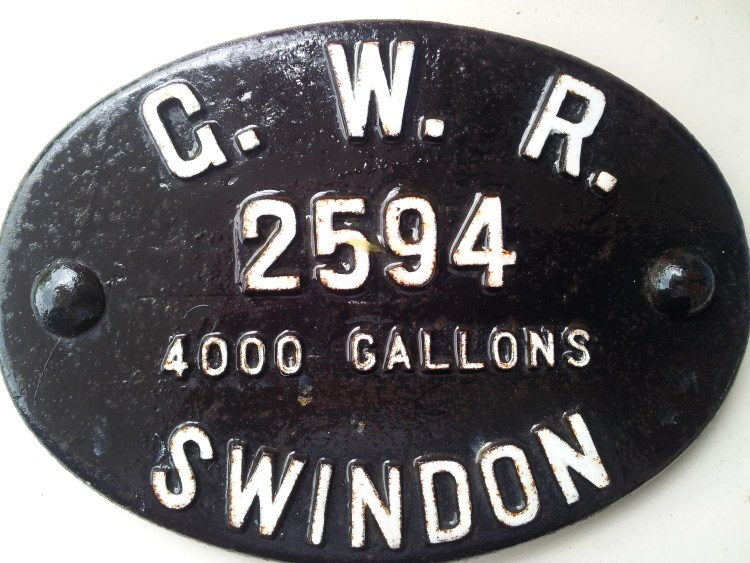 G. W. R.
2594
4000 GALLONS
SWINDON